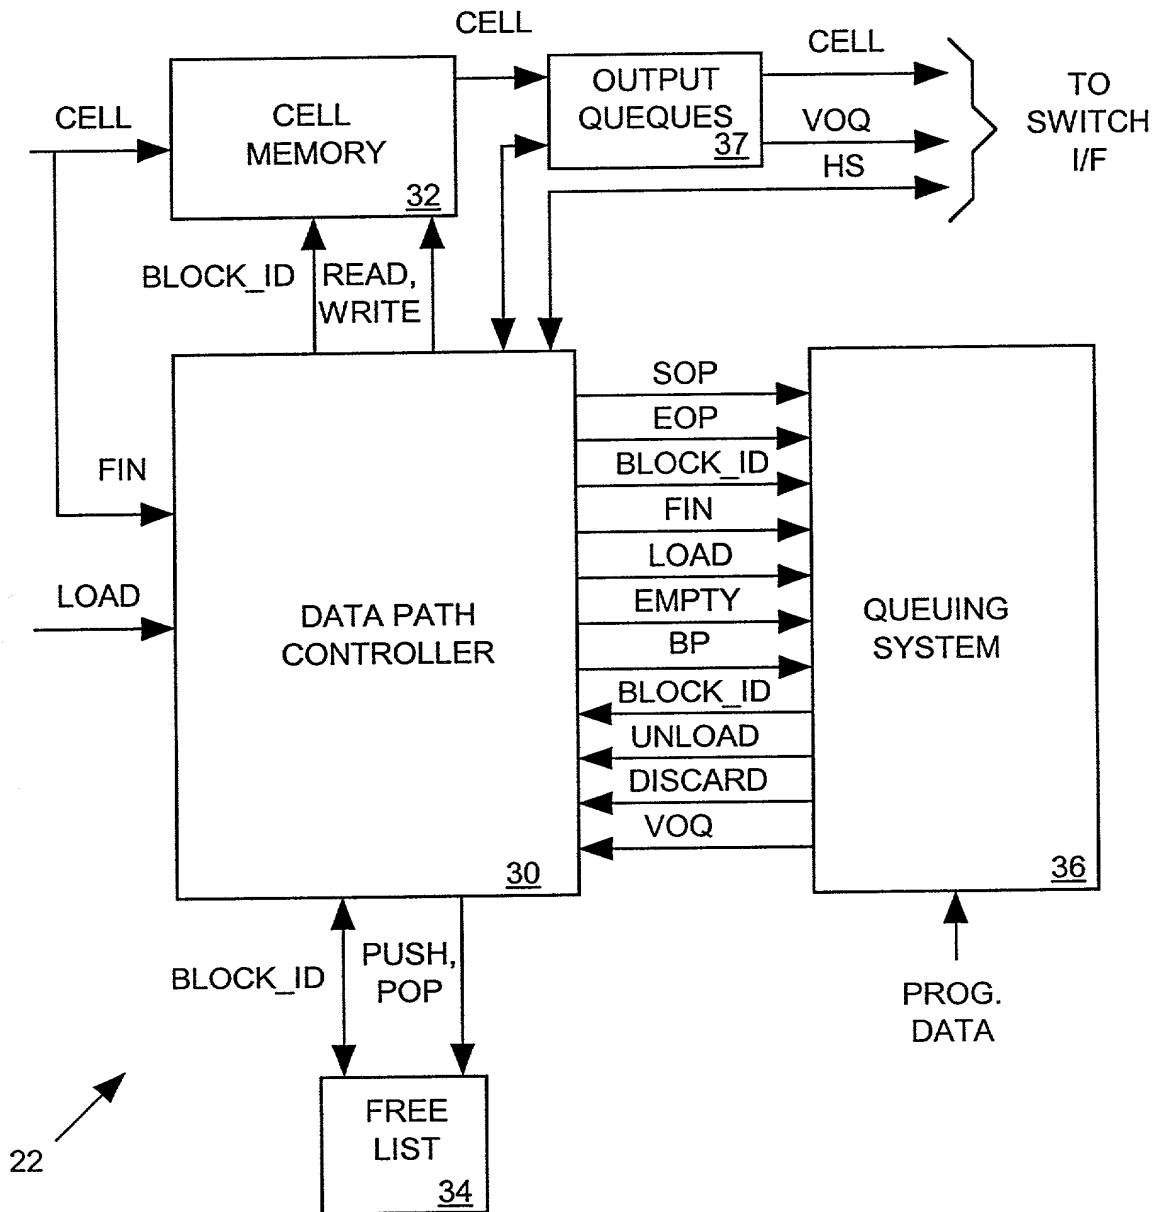 CELL
CELL
CELL
CELL
MEMORY
32
OUTPUT
QUEQUES
37
VOQ
HS
TO
SWITCH
I/F
BLOCK_ID
READ,
WRITE
FIN
LOAD
DATA PATH
CONTROLLER
30
SOP
EOP
BLOCK_ID
FIN
LOAD
EMPTY
BP
BLOCK_ID
UNLOAD
DISCARD
VOQ
QUEUING
SYSTEM
36
BLOCK_ID
PUSH,
POP
PROG.
DATA
FREE
LIST
34
22